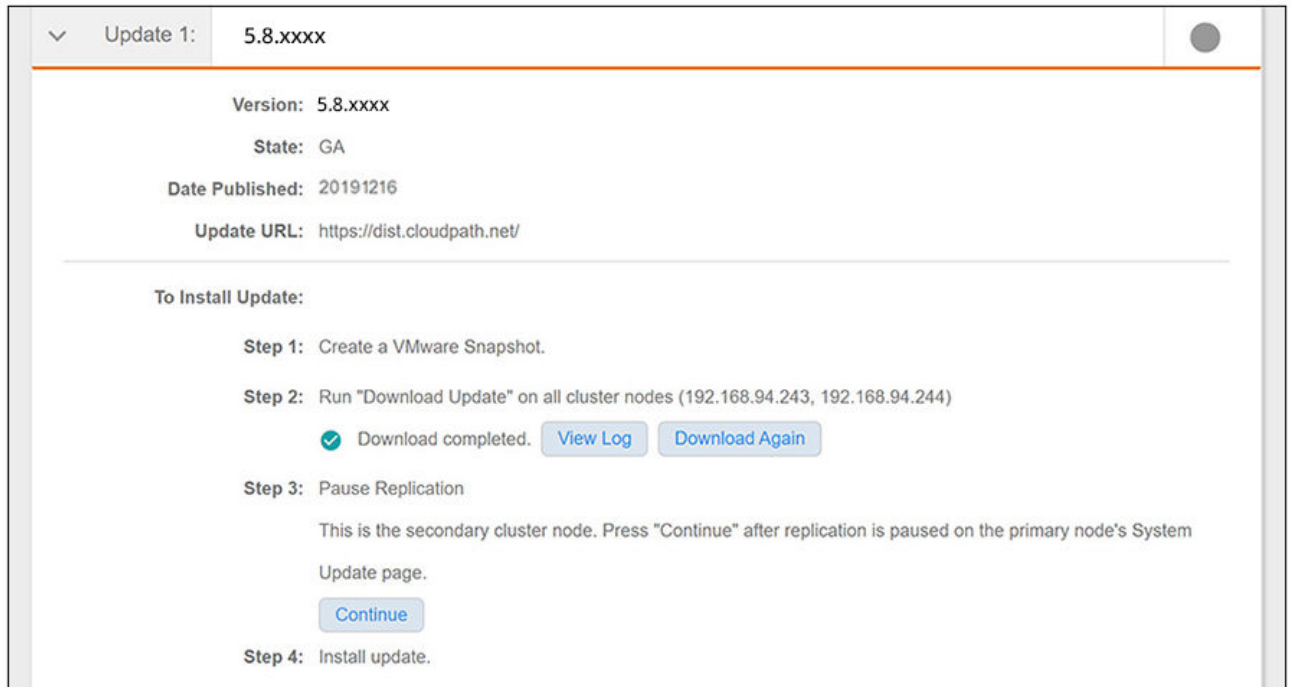 Update 1: 5.8.xxxx
Version: 5.8.xxxx
State: GA
Date Published: 20191216
Update URL: https://dist.cloudpath.net/
To Install Update:
Step 1: Create a VMware Snapshot.
Step 2: Run "Download Update" on all cluster nodes (192.168.94.243, 192.168.94.244)
Download completed. View Log Download Again
Step 3: Pause Replication
This is the secondary cluster node. Press "Continue" after replication is paused on the primary node's System
Update page.
Continue
Step 4: Install update.